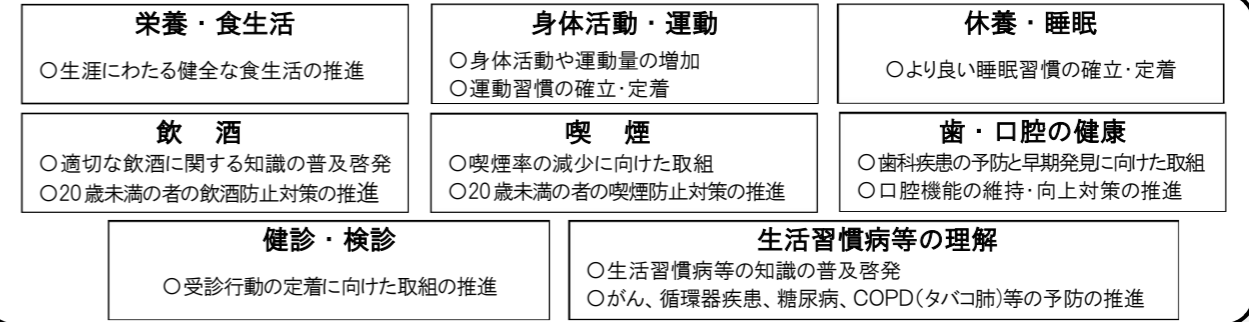 栄養・食生活
○生涯にわたる健全な食生活の推進
身体活動・運動
○身体活動や運動量の増加
○運動習慣の確立・定着
休養・睡眠
○より良い睡眠習慣の確立・定着
飲　酒
○適切な飲酒に関する知識の普及啓発
○20歳未満の者の飲酒防止対策の推進
喫　煙
○喫煙率の減少に向けた取組
○20歳未満の者の喫煙防止対策の推進
歯・口腔の健康
○歯科疾患の予防と早期発見に向けた取組
○口腔機能の維持・向上対策の推進
健診・検診
○受診行動の定着に向けた取組の推進
生活習慣病等の理解
○生活習慣病等の知識の普及啓発
○がん、循環器疾患、糖尿病、COPD(タバコ肺)等の予防の推進